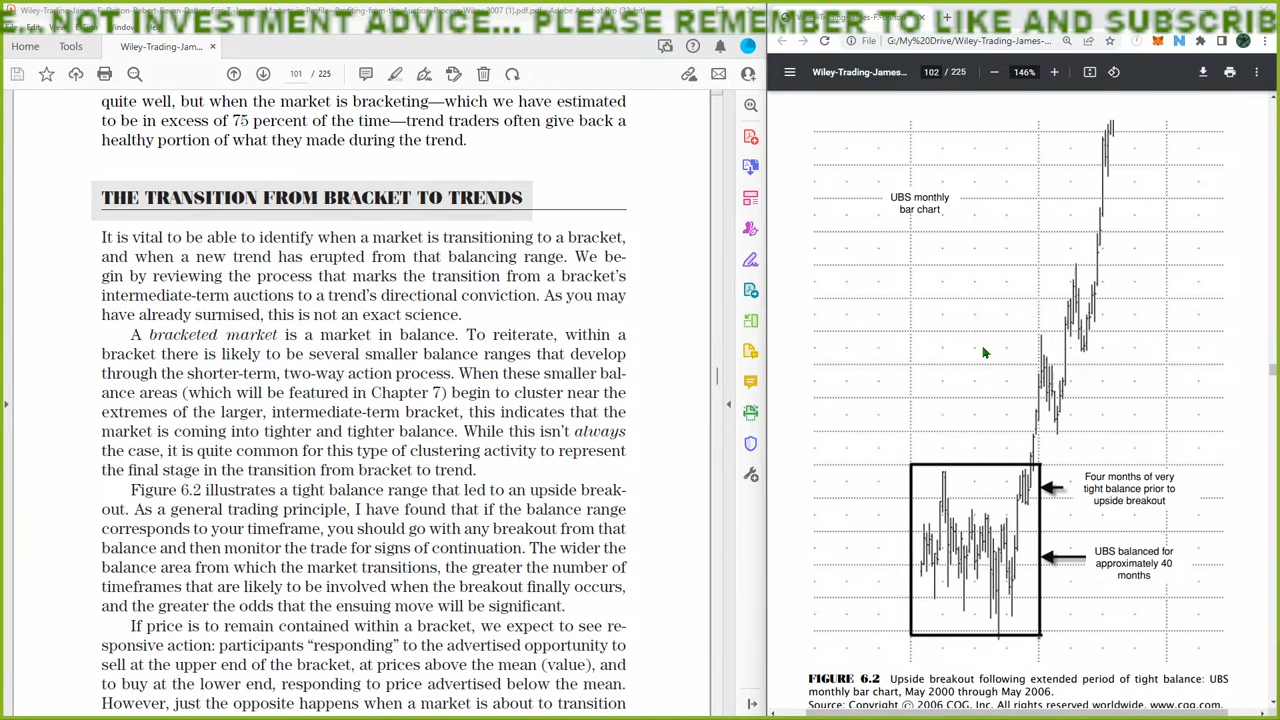 NOT INVESTMENT ADVICE... PLEASE REMEMBER TO LIKE AND SUBSCRIB
Home Tools Wiley-Trading-Jam... ×
File G:/My%20Drive/Wiley-Trading-James-...
101 / 225
Wiley-Trading-James... 102 / 225 146%
quite well, but when the market is bracketing—which we have estimated
to be in excess of 75 percent of the time—trend traders often give back a
healthy portion of what they made during the trend.
THE TRANSITION FROM BRACKET TO TRENDS
It is vital to be able to identify when a market is transitioning to a bracket,
and when a new trend has erupted from that balancing range. We be-
gin by reviewing the process that marks the transition from a bracket's
intermediate-term auctions to a trend's directional conviction. As you may
have already surmised, this is not an exact science.
A bracketed market is a market in balance. To reiterate, within a
bracket there is likely to be several smaller balance ranges that develop
through the shorter-term, two-way action process. When these smaller bal-
ance areas (which will be featured in Chapter 7) begin to cluster near the
extremes of the larger, intermediate-term bracket, this indicates that the
market is coming into tighter and tighter balance. While this isn't always
the case, it is quite common for this type of clustering activity to represent
the final stage in the transition from bracket to trend.
Figure 6.2 illustrates a tight balance range that led to an upside break-
out. As a general trading principle, I have found that if the balance range
corresponds to your timeframe, you should go with any breakout from that
balance and then monitor the trade for signs of continuation. The wider the
balance area from which the market transitions, the greater the number of
timeframes that are likely to be involved when the breakout finally occurs,
and the greater the odds that the ensuing move will be significant.
If price is to remain contained within a bracket, we expect to see re-
sponsive action: participants “responding” to the advertised opportunity to
sell at the upper end of the bracket, at prices above the mean (value), and
to buy at the lower end, responding to price advertised below the mean.
However, just the opposite happens when a market is about to transition
UBS monthly
bar chart
Four months of very
tight balance prior to
upside breakout
UBS balanced for
approximately 40
months
FIGURE 6.2 Upside breakout following extended period of tight balance: UBS
monthly bar chart, May 2000 through May 2006.
Source: Copyright © 2006 CQG, Inc. All rights reserved worldwide. www.cqg.com.